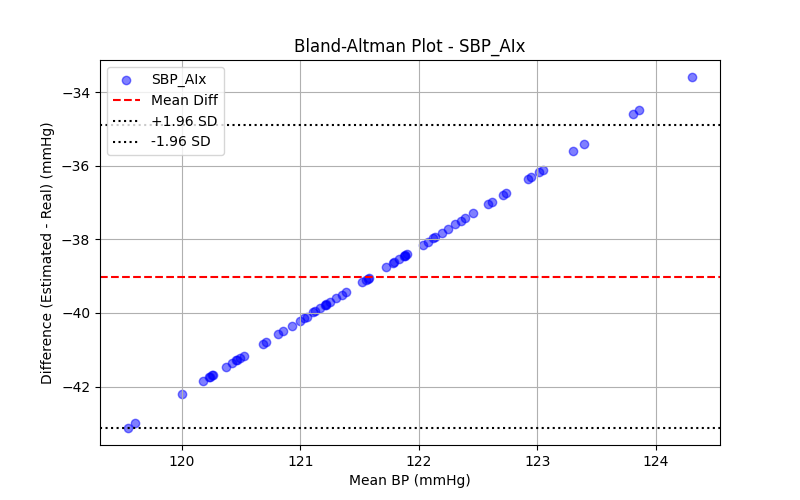 Bland-Altman Plot - SBP_AIx
SBP_AIx
Mean Diff
+1.96 SD
-1.96 SD
Difference (Estimated - Real) (mmHg)
−34
−36
−38
−40
−42
120 121 122 123 124
Mean BP (mmHg)